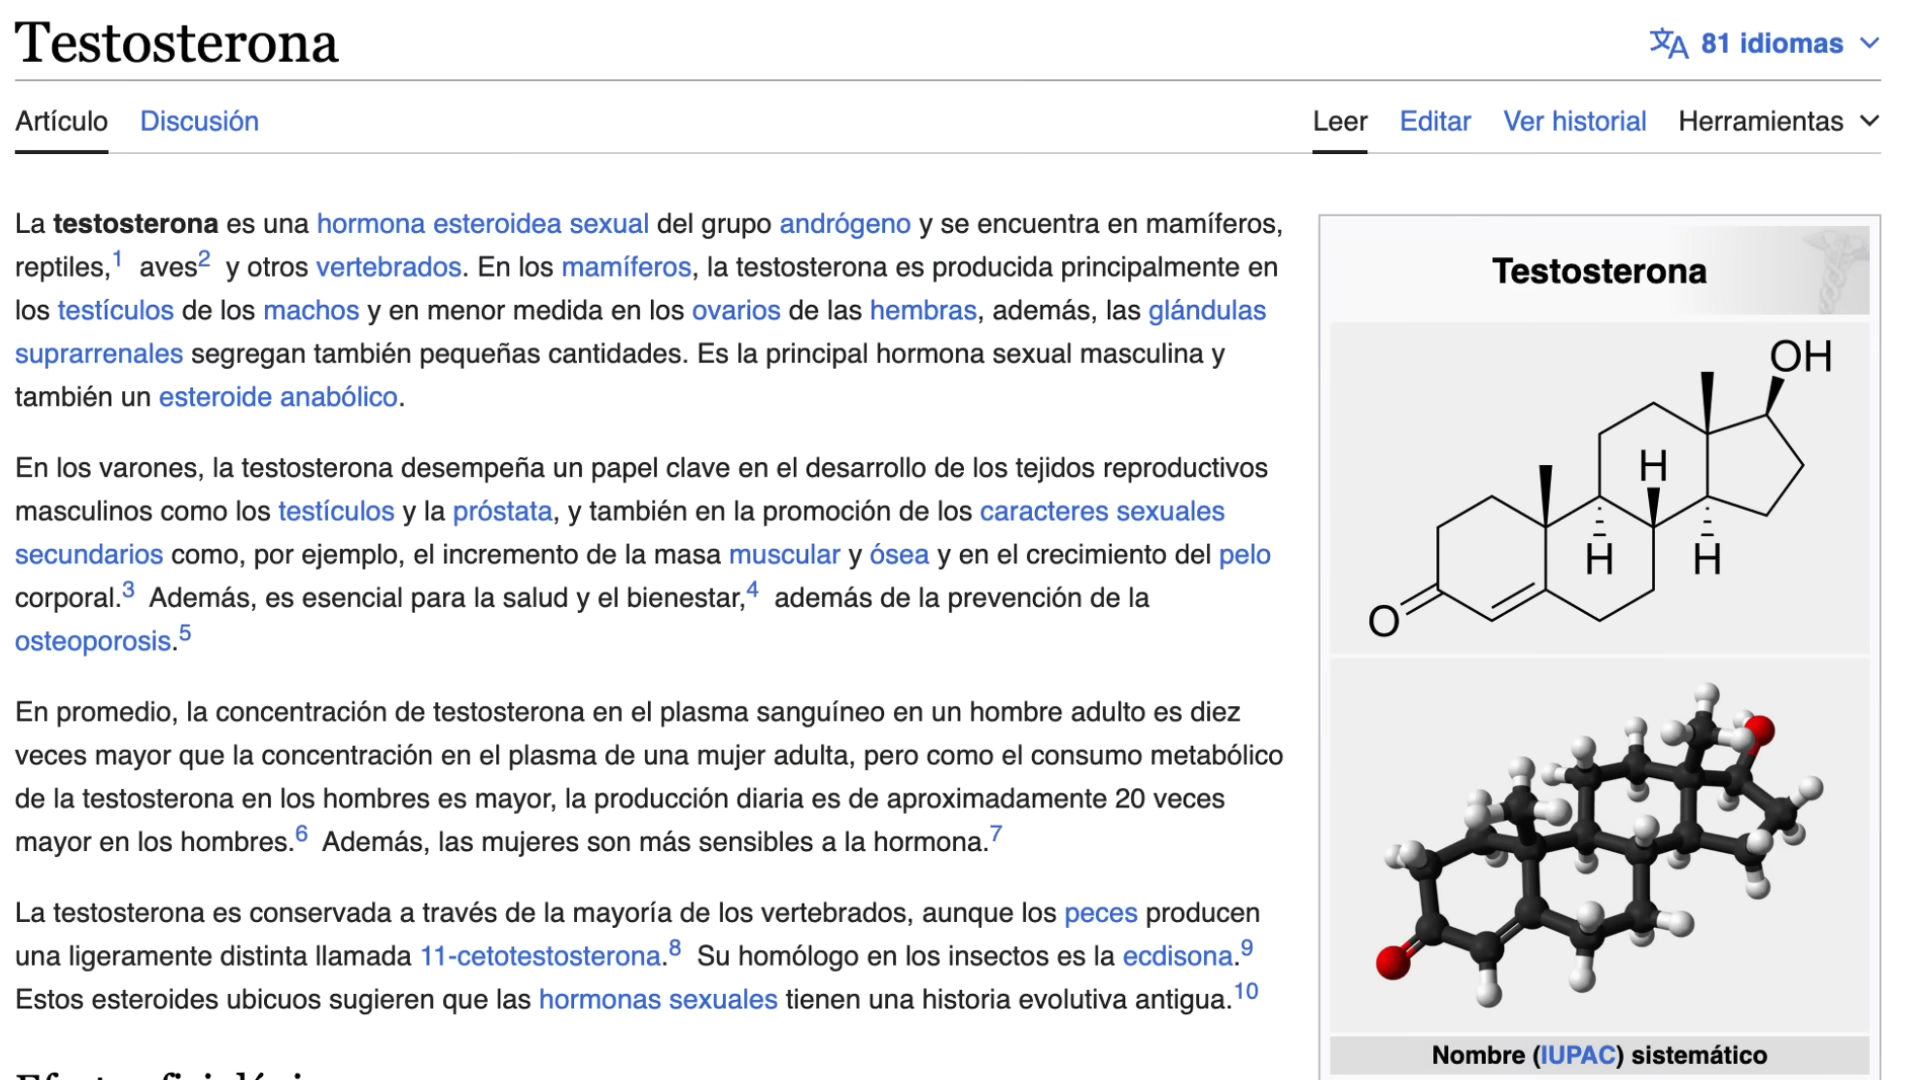 Testosterona
81 idiomas
Artículo Discusión
Leer Editar Ver historial Herramientas
La testosterona es una hormona esteroidea sexual del grupo andrógeno y se encuentra en mamíferos,
reptiles,1 aves2 y otros vertebrados. En los mamíferos, la testosterona es producida principalmente en
los testículos de los machos y en menor medida en los ovarios de las hembras, además, las glándulas
suprarrenales segregan también pequeñas cantidades. Es la principal hormona sexual masculina y
también un esteroide anabólico.
En los varones, la testosterona desempeña un papel clave en el desarrollo de los tejidos reproductivos
masculinos como los testículos y la próstata, y también en la promoción de los caracteres sexuales
secundarios como, por ejemplo, el incremento de la masa muscular y ósea y en el crecimiento del pelo
corporal.3 Además, es esencial para la salud y el bienestar,4 además de la prevención de la
osteoporosis.5
En promedio, la concentración de testosterona en el plasma sanguíneo en un hombre adulto es diez
veces mayor que la concentración en el plasma de una mujer adulta, pero como el consumo metabólico
de la testosterona en los hombres es mayor, la producción diaria es de aproximadamente 20 veces
mayor en los hombres.6 Además, las mujeres son más sensibles a la hormona.7
La testosterona es conservada a través de la mayoría de los vertebrados, aunque los peces producen
una ligeramente distinta llamada 11-cetotestosterona.8 Su homólogo en los insectos es la ecdisona.9
Estos esteroides ubicuos sugieren que las hormonas sexuales tienen una historia evolutiva antigua.10
Testosterona
OH
H
H H
O
Nombre (IUPAC) sistemático